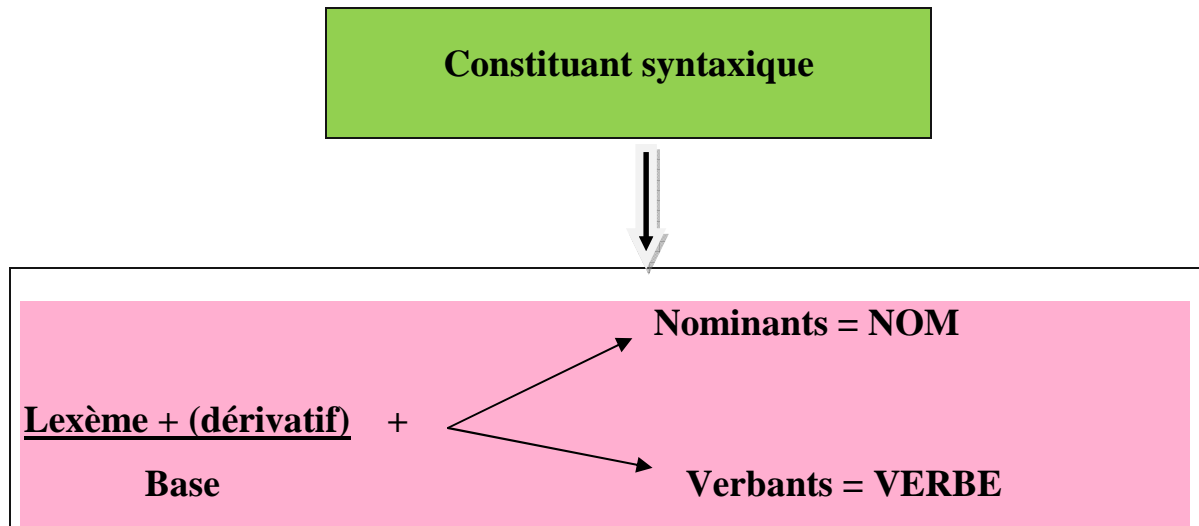 Constituant syntaxique
Nominants = NOM
Lexème + (dérivatif) +
Base
Verbants = VERBE